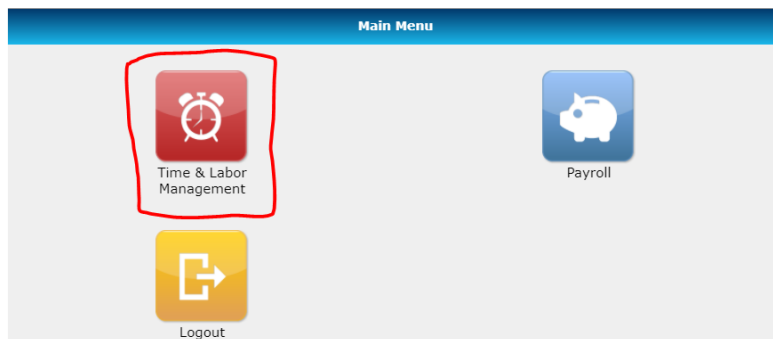 Main Menu
Time & Labor
Management
Payroll
Logout